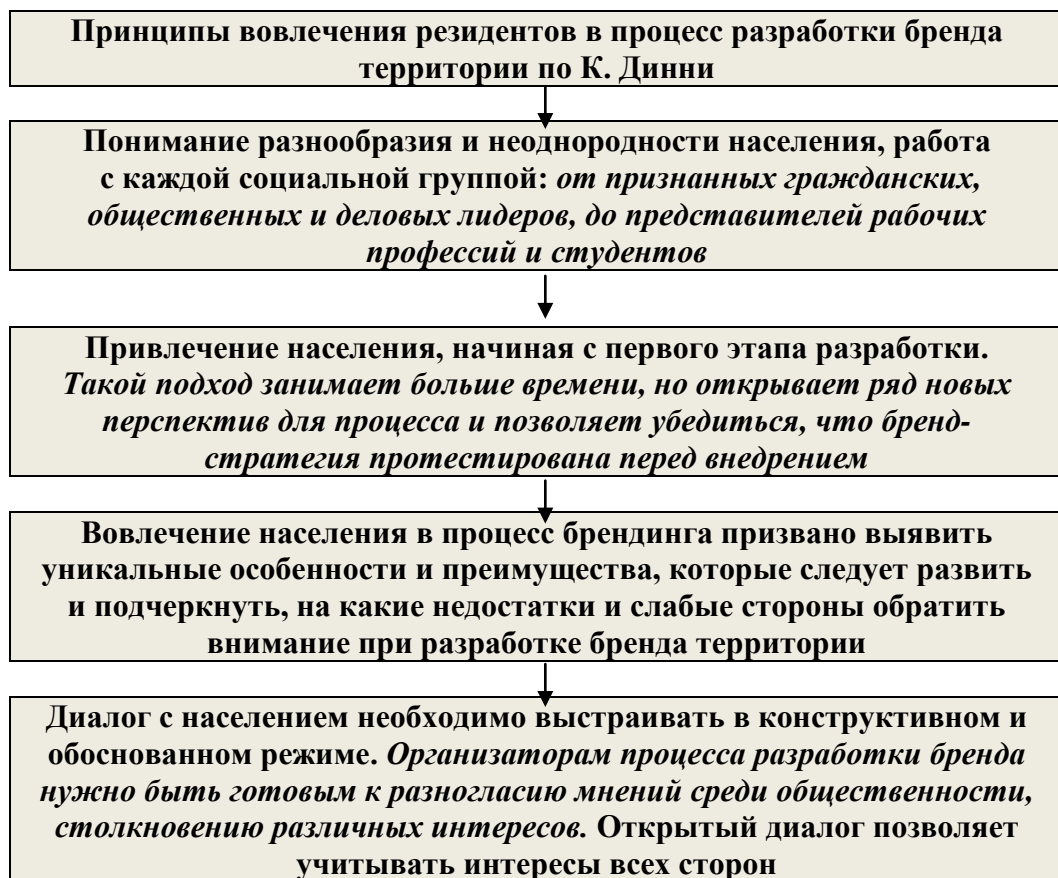 Принципы вовлечения резидентов в процесс разработки бренда
территории по К. Динни
Понимание разнообразия и неоднородности населения, работа
с каждой социальной группой: от признанных гражданских,
общественных и деловых лидеров, до представителей рабочих
профессий и студентов
Привлечение населения, начиная с первого этапа разработки.
Такой подход занимает больше времени, но открывает ряд новых
перспектив для процесса и позволяет убедиться, что бренд-
стратегия протестирована перед внедрением
Вовлечение населения в процесс брендинга призвано выявить
уникальные особенности и преимущества, которые следует развить
и подчеркнуть, на какие недостатки и слабые стороны обратить
внимание при разработке бренда территории
Диалог с населением необходимо выстраивать в конструктивном и
обоснованном режиме. Организаторам процесса разработки бренда
нужно быть готовым к разногласию мнений среди общественности,
столкновению различных интересов. Открытый диалог позволяет
учитывать интересы всех сторон